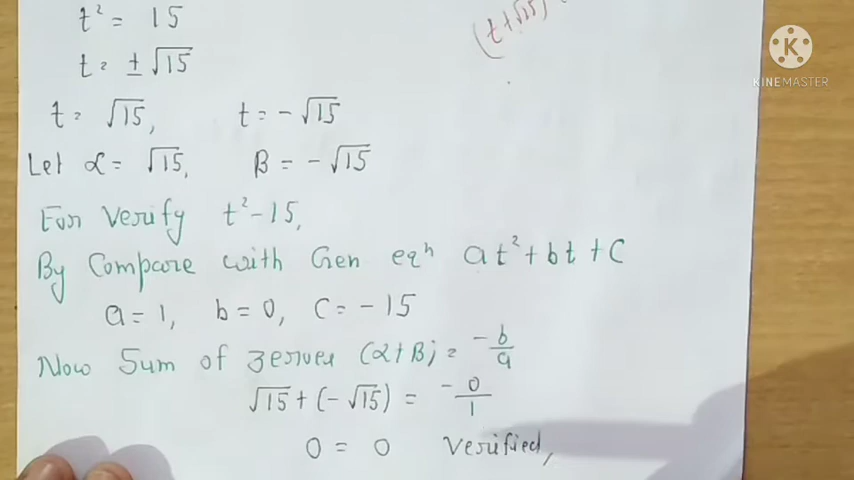 t² = 15
(t+√15)
t = ± √15
KINEMASTER
t = √15, t = - √15
Let α = √15, β = - √15
For Verify t² - 15,
By Compare with Gen eqⁿ at² + bt + C
a = 1, b = 0, C = - 15
Now Sum of zeroes (α+β) = - b/a
√15 + (- √15) = - 0/1
0 = 0 Verified,